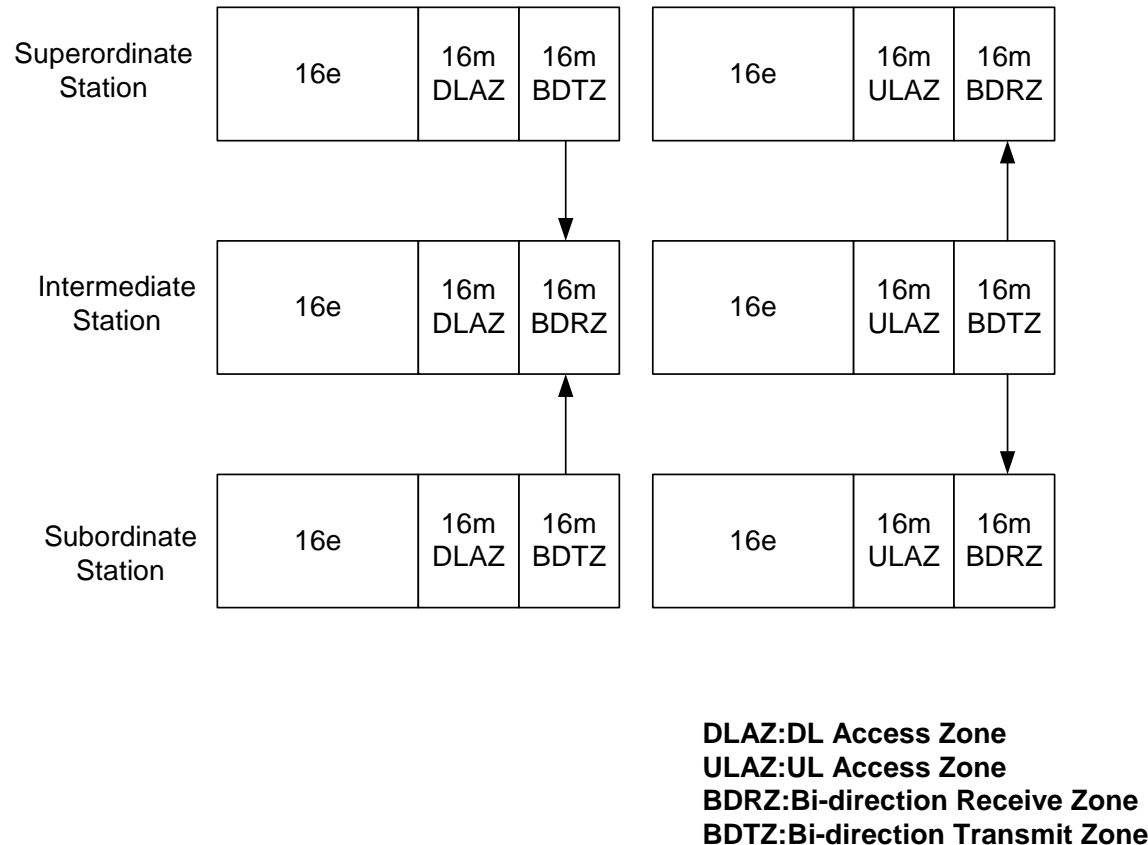 Superordinate
Station
16e
16m
DLAZ
16m
BDTZ
16e
16m
ULAZ
16m
BDRZ
Intermediate
Station
16e
16m
DLAZ
16m
BDRZ
16e
16m
ULAZ
16m
BDTZ
Subordinate
Station
16e
16m
DLAZ
16m
BDTZ
16e
16m
ULAZ
16m
BDRZ
DLAZ:DL Access Zone
ULAZ:UL Access Zone
BDRZ:Bi-direction Receive Zone
BDTZ:Bi-direction Transmit Zone